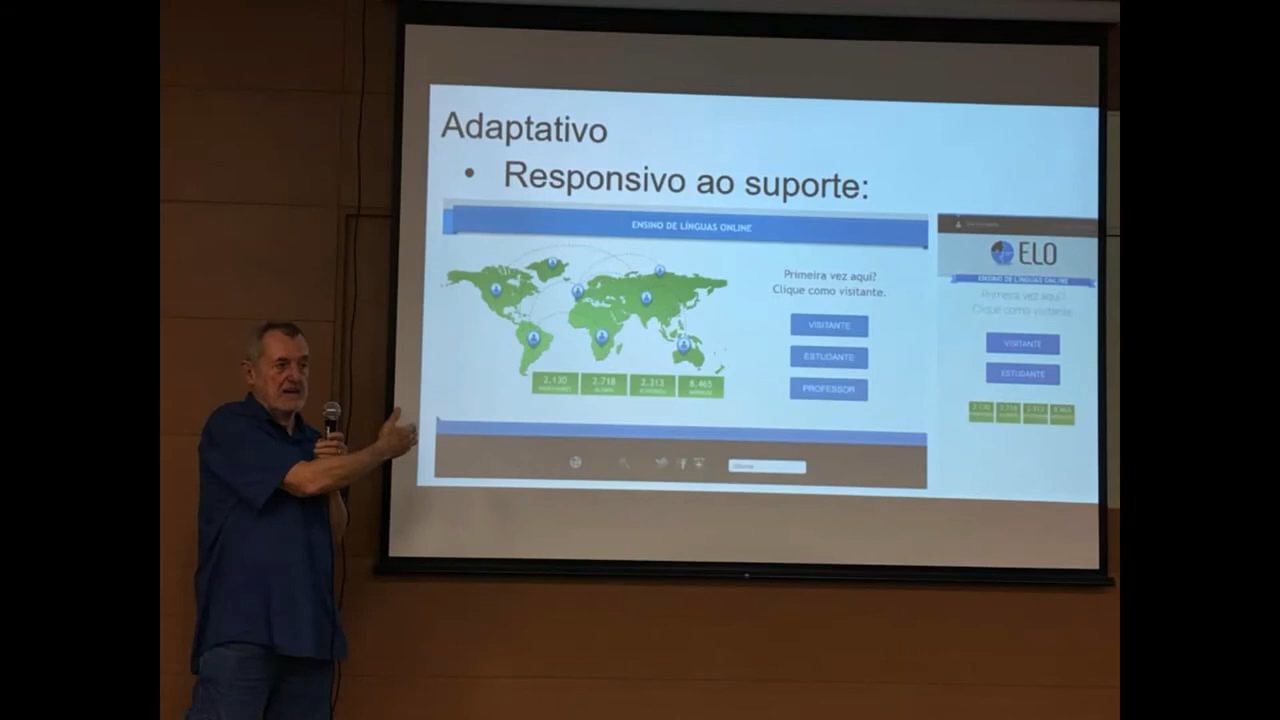 Adaptativo
• Responsivo ao suporte:
ENSINO DE LÍNGUAS ONLINE
Primeira vez aqui?
Clique como visitante.
VISITANTE
ESTUDANTE
PROFESSOR
2.130 2.718 2.313 8.465
ELO
ENSINO DE LÍNGUAS ONLINE
Primeira vez aqui?
Clique como visitante.
VISITANTE
ESTUDANTE